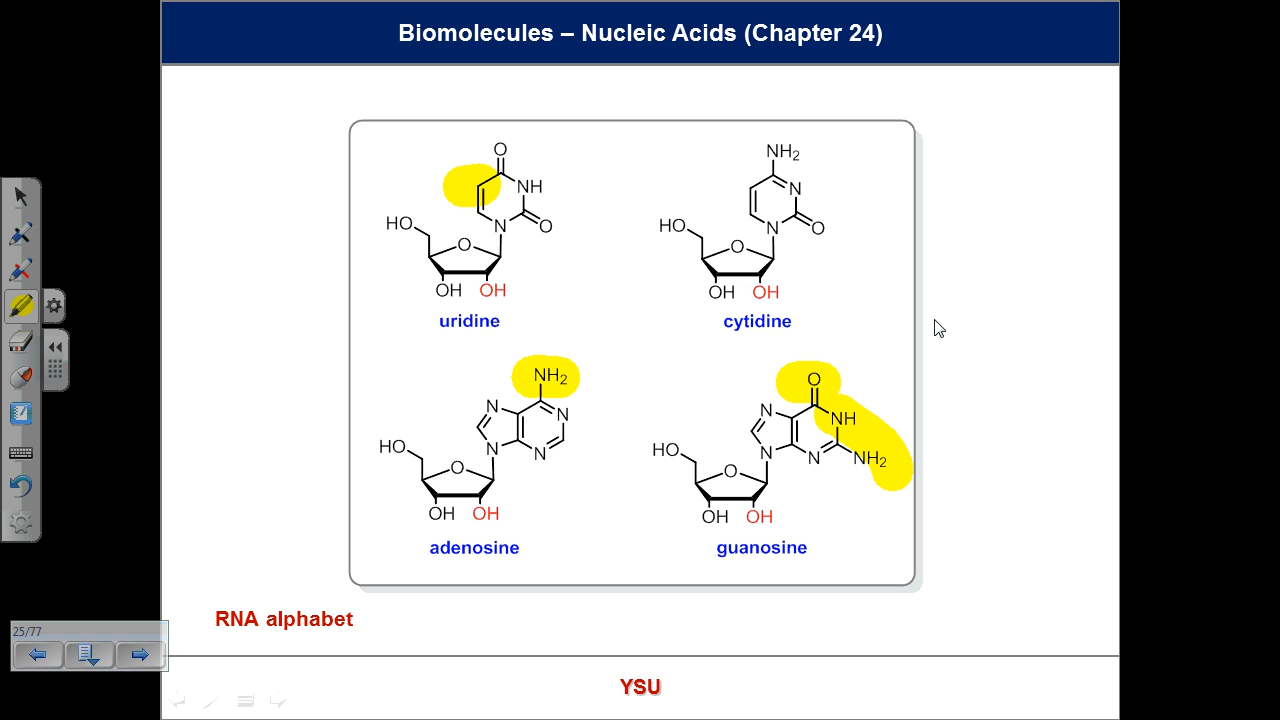 Biomolecules – Nucleic Acids (Chapter 24)
O
NH
O
N
HO
O
OH
OH
uridine
NH2
N
O
N
HO
O
OH
OH
cytidine
NH2
N
N
N
N
HO
O
OH
OH
adenosine
O
N
NH
N
N
NH2
HO
O
OH
OH
guanosine
RNA alphabet
25/77
YSU